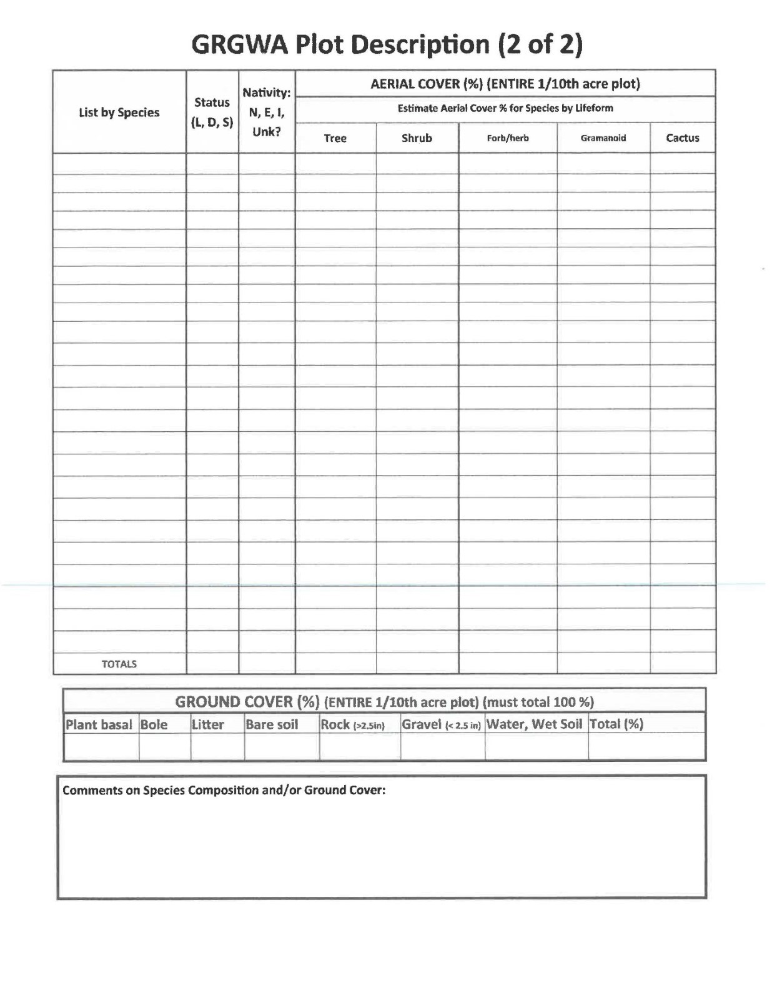 GRGWA Plot Description (2 of 2)
List by Species
Status
(L, D, S)
Nativity:
N, E, I,
Unk?
AERIAL COVER (%) (ENTIRE 1/10th acre plot)
Estimate Aerial Cover % for Species by Lifeform
Tree
Shrub
Forb/herb
Gramanoid
Cactus
TOTALS
GROUND COVER (%) (ENTIRE 1/10th acre plot) (must total 100 %)
Plant basal
Bole
Litter
Bare soil
Rock (>2.5in)
Gravel (< 2.5 in)
Water, Wet Soil
Total (%)
Comments on Species Composition and/or Ground Cover: